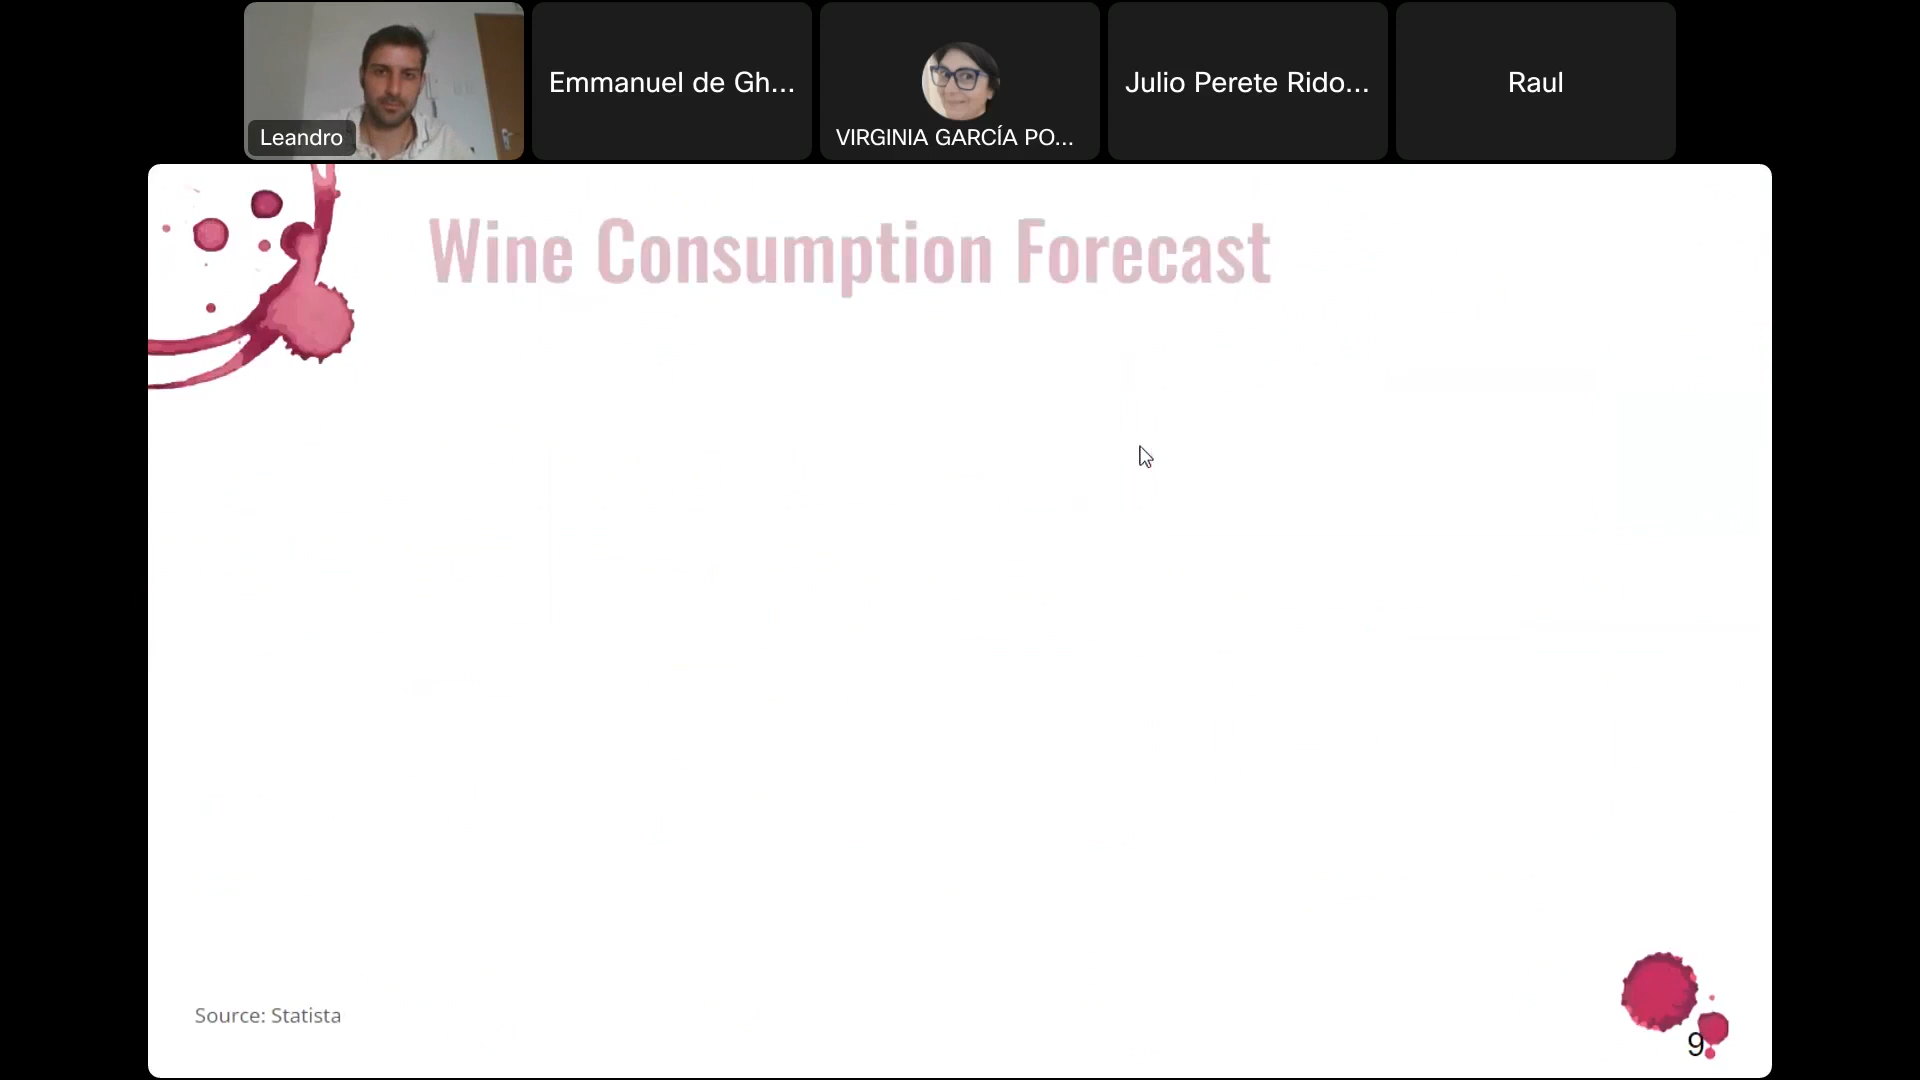 Leandro
Emmanuel de Gh...
VIRGINIA GARCÍA PO...
Julio Perete Rido...
Raul
Wine Consumption Forecast
Source: Statista
9